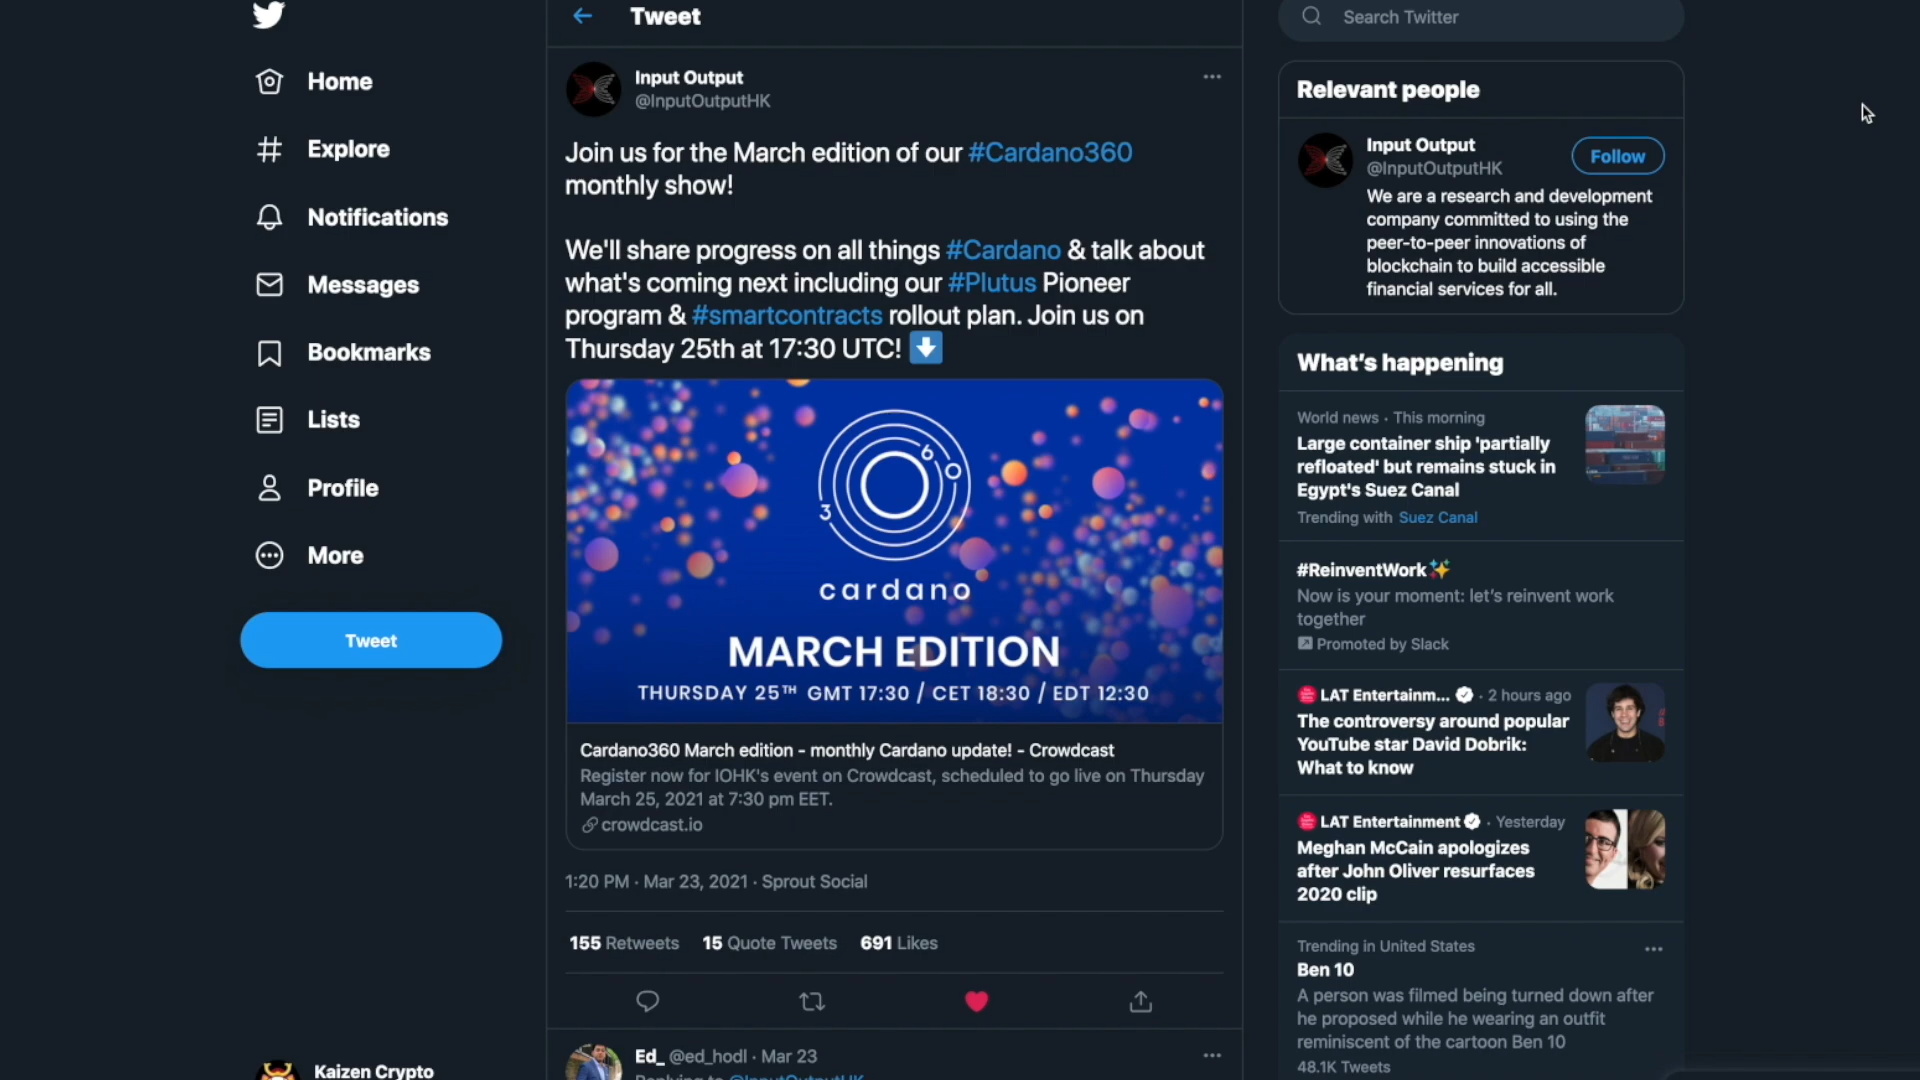 Home
Explore
Notifications
Messages
Bookmarks
Lists
Profile
More
Tweet
Kaizen Crypto
Tweet
Input Output
@InputOutputHK
Join us for the March edition of our #Cardano360
monthly show!
We'll share progress on all things #Cardano & talk about
what's coming next including our #Plutus Pioneer
program & #smartcontracts rollout plan. Join us on
Thursday 25th at 17:30 UTC! ⬇️
3 6 0
cardano
MARCH EDITION
THURSDAY 25TH GMT 17:30 / CET 18:30 / EDT 12:30
Cardano360 March edition - monthly Cardano update! - Crowdcast
Register now for IOHK's event on Crowdcast, scheduled to go live on Thursday
March 25, 2021 at 7:30 pm EET.
crowdcast.io
1:20 PM · Mar 23, 2021 · Sprout Social
155 Retweets 15 Quote Tweets 691 Likes
Ed_ @ed_hodl · Mar 23
Replying to @InputOutputHK
Search Twitter
Relevant people
Input Output
@InputOutputHK
Follow
We are a research and development
company committed to using the
peer-to-peer innovations of
blockchain to build accessible
financial services for all.
What's happening
World news · This morning
Large container ship 'partially
refloated' but remains stuck in
Egypt's Suez Canal
Trending with Suez Canal
#ReinventWork✨
Now is your moment: let's reinvent work
together
Promoted by Slack
LAT Entertainm... · 2 hours ago
The controversy around popular
YouTube star David Dobrik:
What to know
LAT Entertainment · Yesterday
Meghan McCain apologizes
after John Oliver resurfaces
2020 clip
Trending in United States
Ben 10
A person was filmed being turned down after
he proposed while he wearing an outfit
reminiscent of the cartoon Ben 10
48.1K Tweets